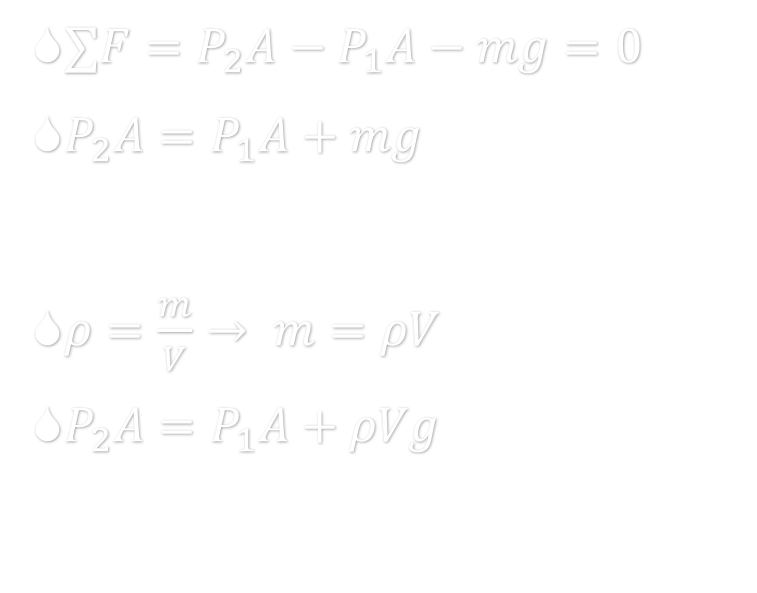 ∑F = P₂A − P₁A − mg = 0
P₂A = P₁A + mg
ρ = m/V → m = ρV
P₂A = P₁A + ρVg